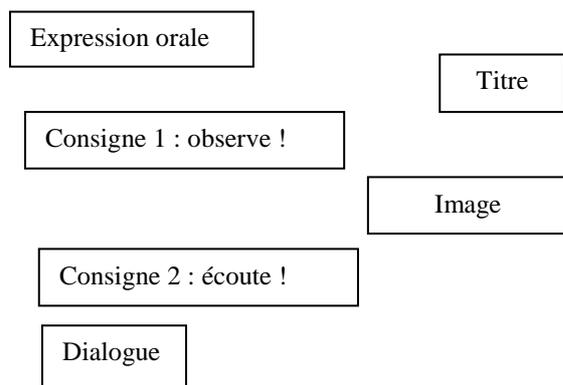 Expression orale
Titre
Consigne 1 : observe !
Image
Consigne 2 : écoute !
Dialogue